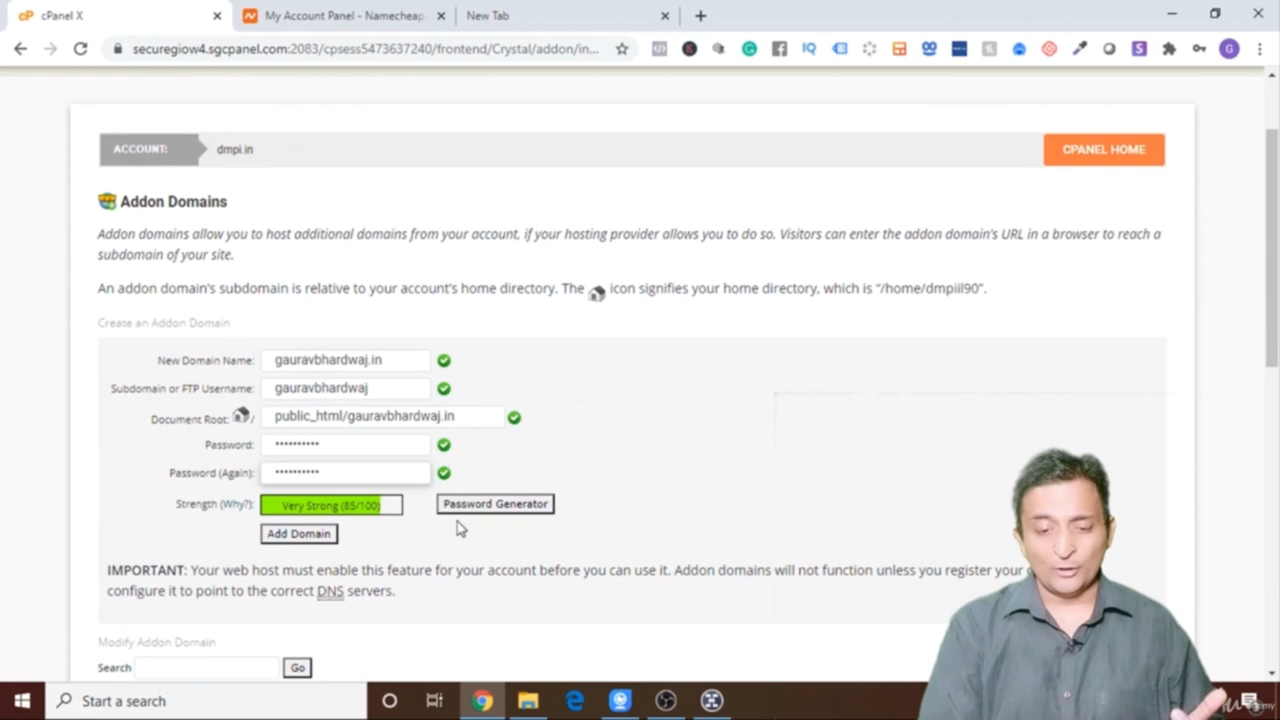 cPanel X
My Account Panel - Namecheap
New Tab
securegiow4.sgcpanel.com:2083/cpsess5473637240/frontend/Crystal/addon/in...
ACCOUNT:
dmpi.in
CPANEL HOME
Addon Domains
Addon domains allow you to host additional domains from your account, if your hosting provider allows you to do so. Visitors can enter the addon domain's URL in a browser to reach a
subdomain of your site.
An addon domain's subdomain is relative to your account's home directory. The icon signifies your home directory, which is "/home/dmpiil90".
Create an Addon Domain
New Domain Name: gauravbhardwaj.in
Subdomain or FTP Username: gauravbhardwaj
Document Root: / public_html/gauravbhardwaj.in
Password: ••••••••••
Password (Again): ••••••••••
Strength (Why?): Very Strong (85/100) Password Generator
Add Domain
IMPORTANT: Your web host must enable this feature for your account before you can use it. Addon domains will not function unless you register your
configure it to point to the correct DNS servers.
Modify Addon Domain
Search Go
Start a search